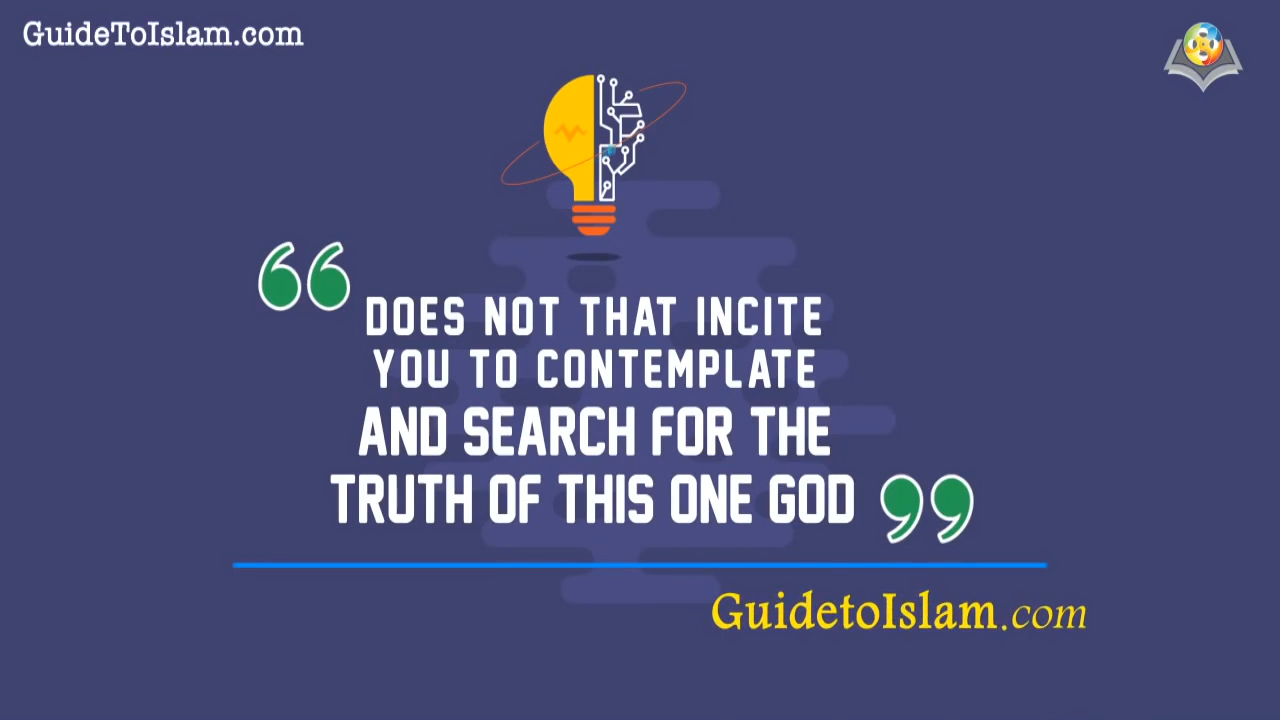 GuideToIslam.com
“ DOES NOT THAT INCITE
YOU TO CONTEMPLATE
AND SEARCH FOR THE
TRUTH OF THIS ONE GOD ”
GuidetoIslam.com